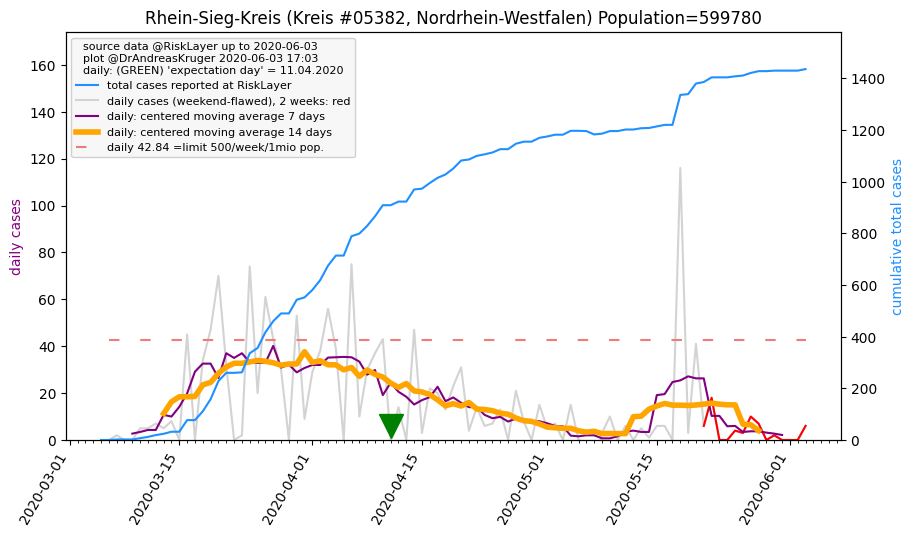 Rhein-Sieg-Kreis (Kreis #05382, Nordrhein-Westfalen) Population=599780
source data @RiskLayer up to 2020-06-03
plot @DrAndreasKruger 2020-06-03 17:03
daily: (GREEN) 'expectation day' = 11.04.2020
total cases reported at RiskLayer
daily cases (weekend-flawed), 2 weeks: red
daily: centered moving average 7 days
daily: centered moving average 14 days
daily 42.84 =limit 500/week/1mio pop.
daily cases
160
140
120
100
80
60
40
20
0
1400
1200
1000
800
600
400
200
0
cumulative total cases
2020-03-01
2020-03-15
2020-04-01
2020-04-15
2020-05-01
2020-05-15
2020-06-01